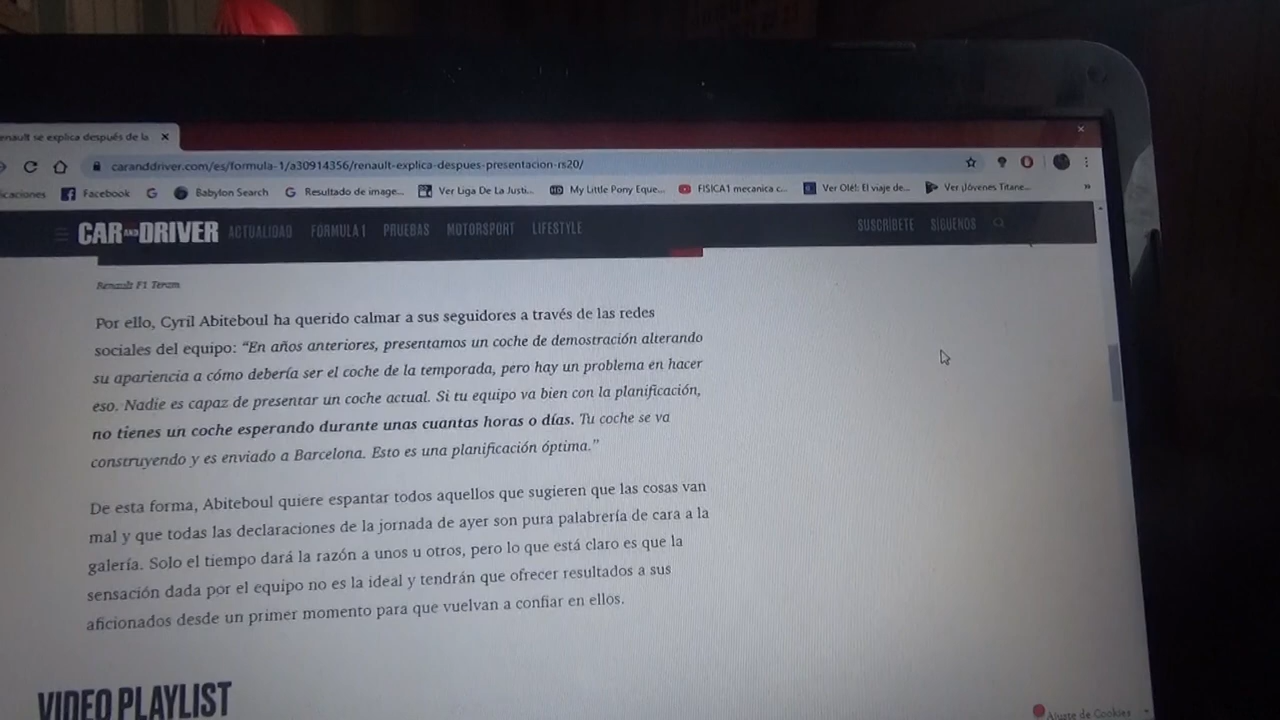 enault se explica después de la
caranddriver.com/es/formula-1/a30914356/renault-explica-despues-presentacion-rs20/
icaciones Facebook Babylon Search Resultado de image... Ver Liga De La Justi... My Little Pony Eque... FISICA1 mecanica c... Ver Olé!: El viaje de... Ver ¡Jóvenes Titane... »
CAR AND DRIVER ACTUALIDAD FÓRMULA 1 PRUEBAS MOTORSPORT LIFESTYLE SUSCRÍBETE SÍGUENOS
Renault F1 Team
Por ello, Cyril Abiteboul ha querido calmar a sus seguidores a través de las redes
sociales del equipo: “En años anteriores, presentamos un coche de demostración alterando
su apariencia a cómo debería ser el coche de la temporada, pero hay un problema en hacer
eso. Nadie es capaz de presentar un coche actual. Si tu equipo va bien con la planificación,
no tienes un coche esperando durante unas cuantas horas o días. Tu coche se va
construyendo y es enviado a Barcelona. Esto es una planificación óptima.”
De esta forma, Abiteboul quiere espantar todos aquellos que sugieren que las cosas van
mal y que todas las declaraciones de la jornada de ayer son pura palabrería de cara a la
galería. Solo el tiempo dará la razón a unos u otros, pero lo que está claro es que la
sensación dada por el equipo no es la ideal y tendrán que ofrecer resultados a sus
aficionados desde un primer momento para que vuelvan a confiar en ellos.
VIDEO PLAYLIST
Ajuste de Cookies